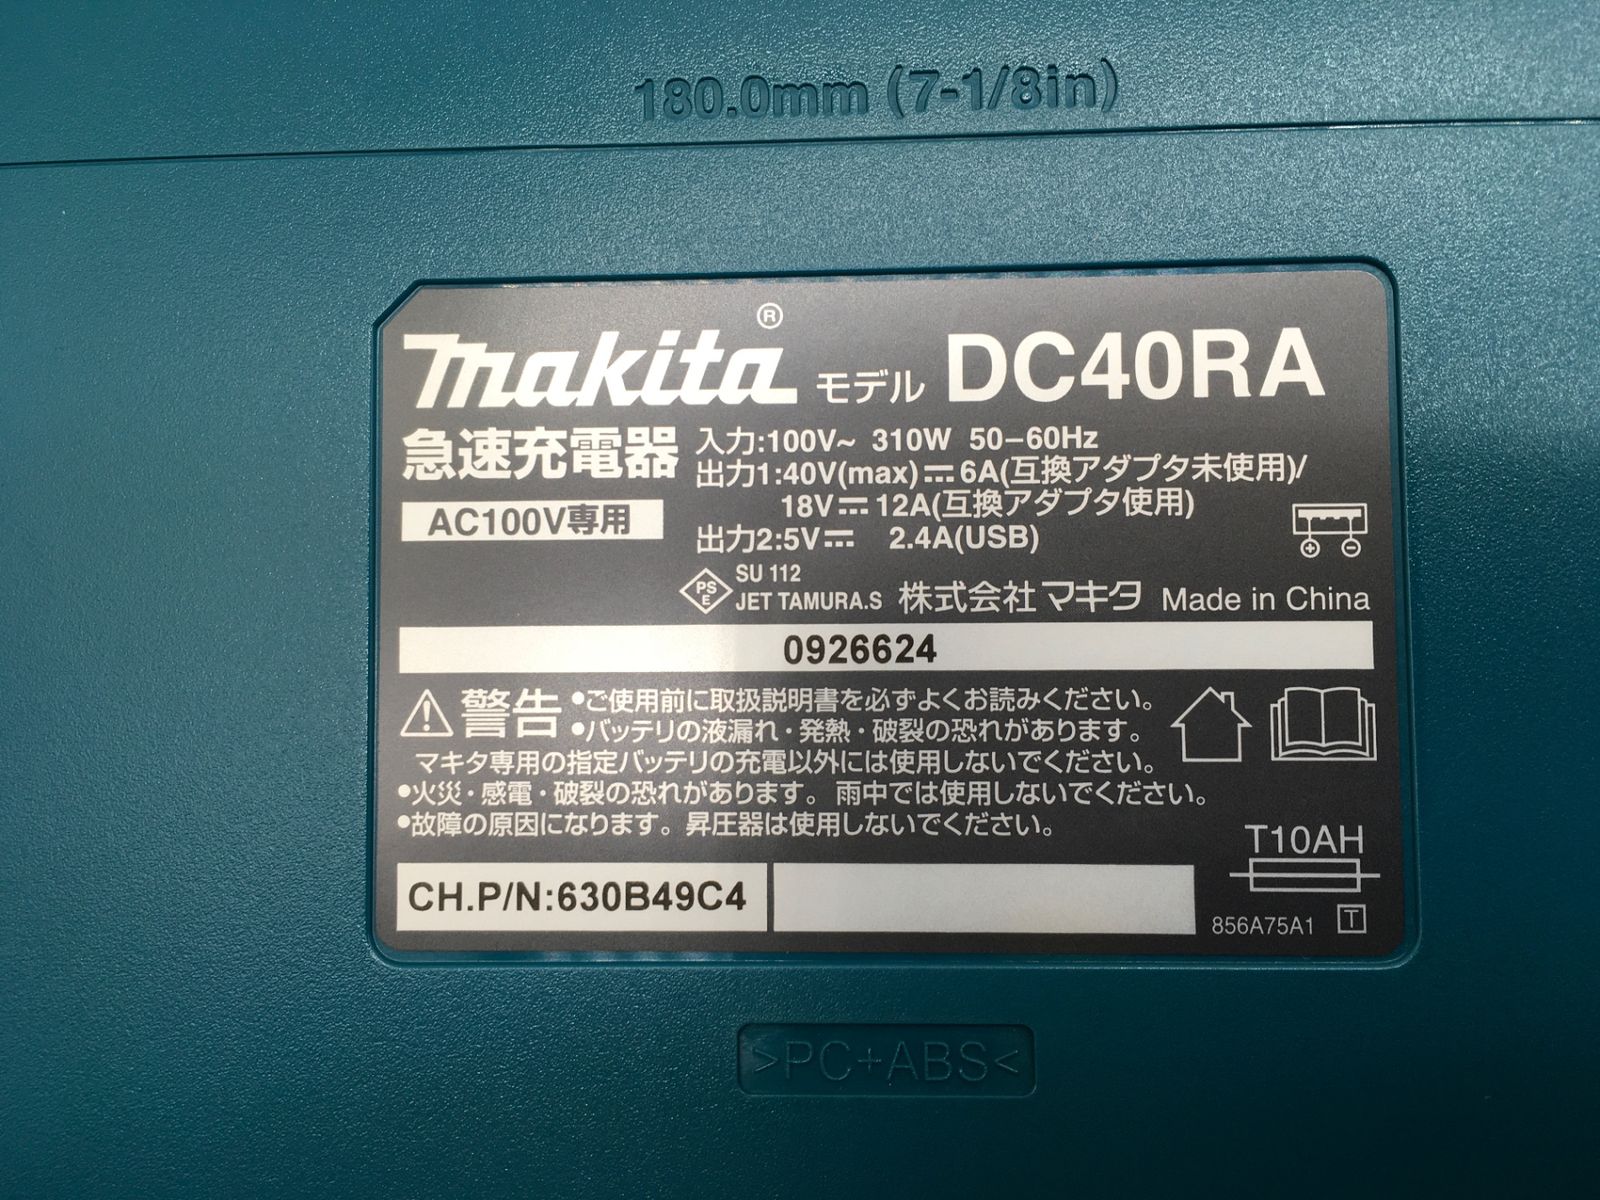 180.0mm (7-1/8in)
makita® モデル DC40RA
急速充電器
AC100V専用
入力:100V~ 310W 50-60Hz
出力1:40V(max)⎓6A(互換アダプタ未使用)/
18V⎓12A(互換アダプタ使用)
出力2:5V⎓ 2.4A(USB)
PS
E
SU 112
JET TAMURA.S 株式会社マキタ Made in China
0926624
警告 •ご使用前に取扱説明書を必ずよくお読みください。
•バッテリの液漏れ・発熱・破裂の恐れがあります。
マキタ専用の指定バッテリの充電以外には使用しないでください。
•火災・感電・破裂の恐れがあります。雨中では使用しないでください。
•故障の原因になります。昇圧器は使用しないでください。
T10AH
CH.P/N:630B49C4
856A75A1 T
>PC+ABS<